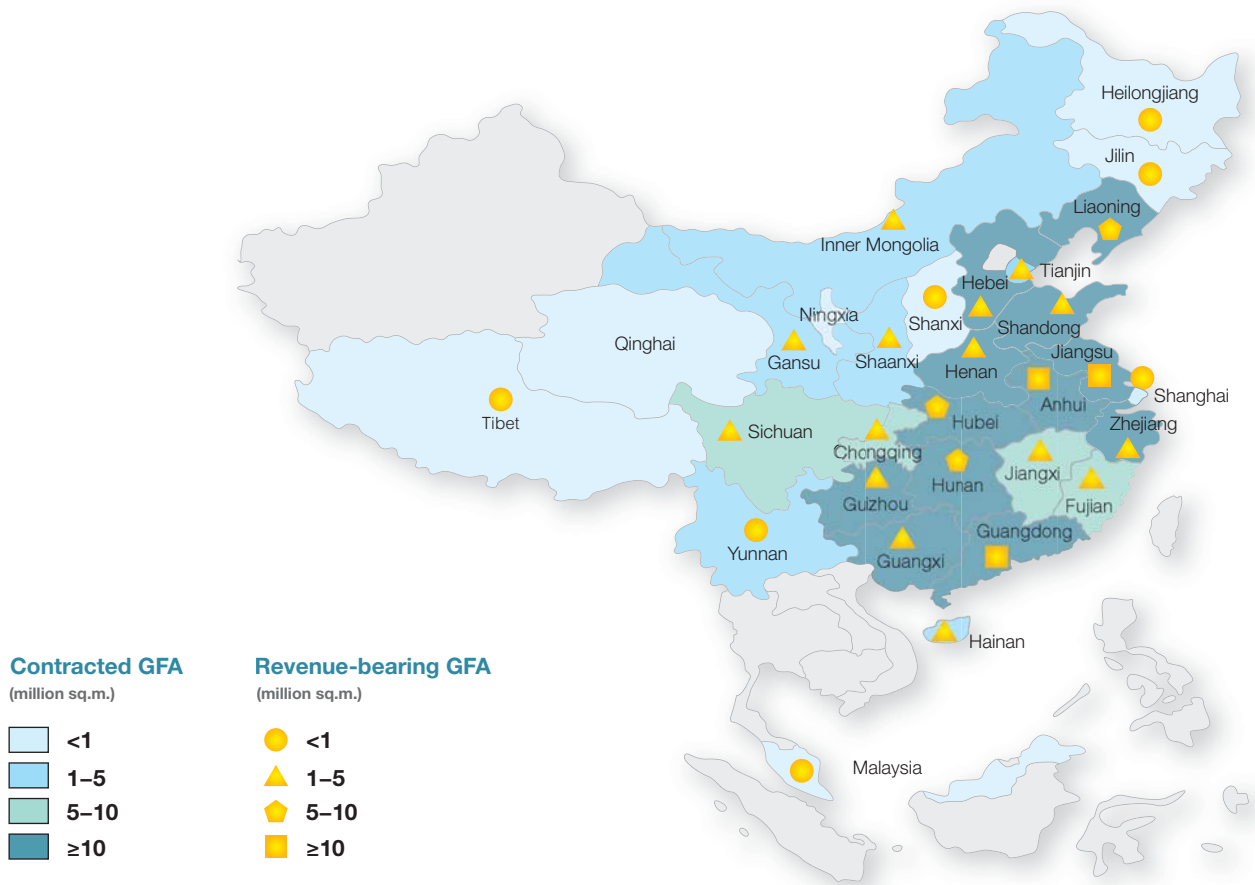 Heilongjiang
Jilin
Liaoning
Inner Mongolia
Tianjin
Hebei
Ningxia
Shanxi
Shandong
Qinghai
Gansu
Shaanxi
Henan
Jiangsu
Shanghai
Anhui
Tibet
Sichuan
Hubei
Zhejiang
Chongqing
Jiangxi
Hunan
Guizhou
Fujian
Guangdong
Yunnan
Guangxi
Hainan
Malaysia
Contracted GFA
(million sq.m.)
<1
1–5
5–10
≥10
Revenue-bearing GFA
(million sq.m.)
<1
1–5
5–10
≥10